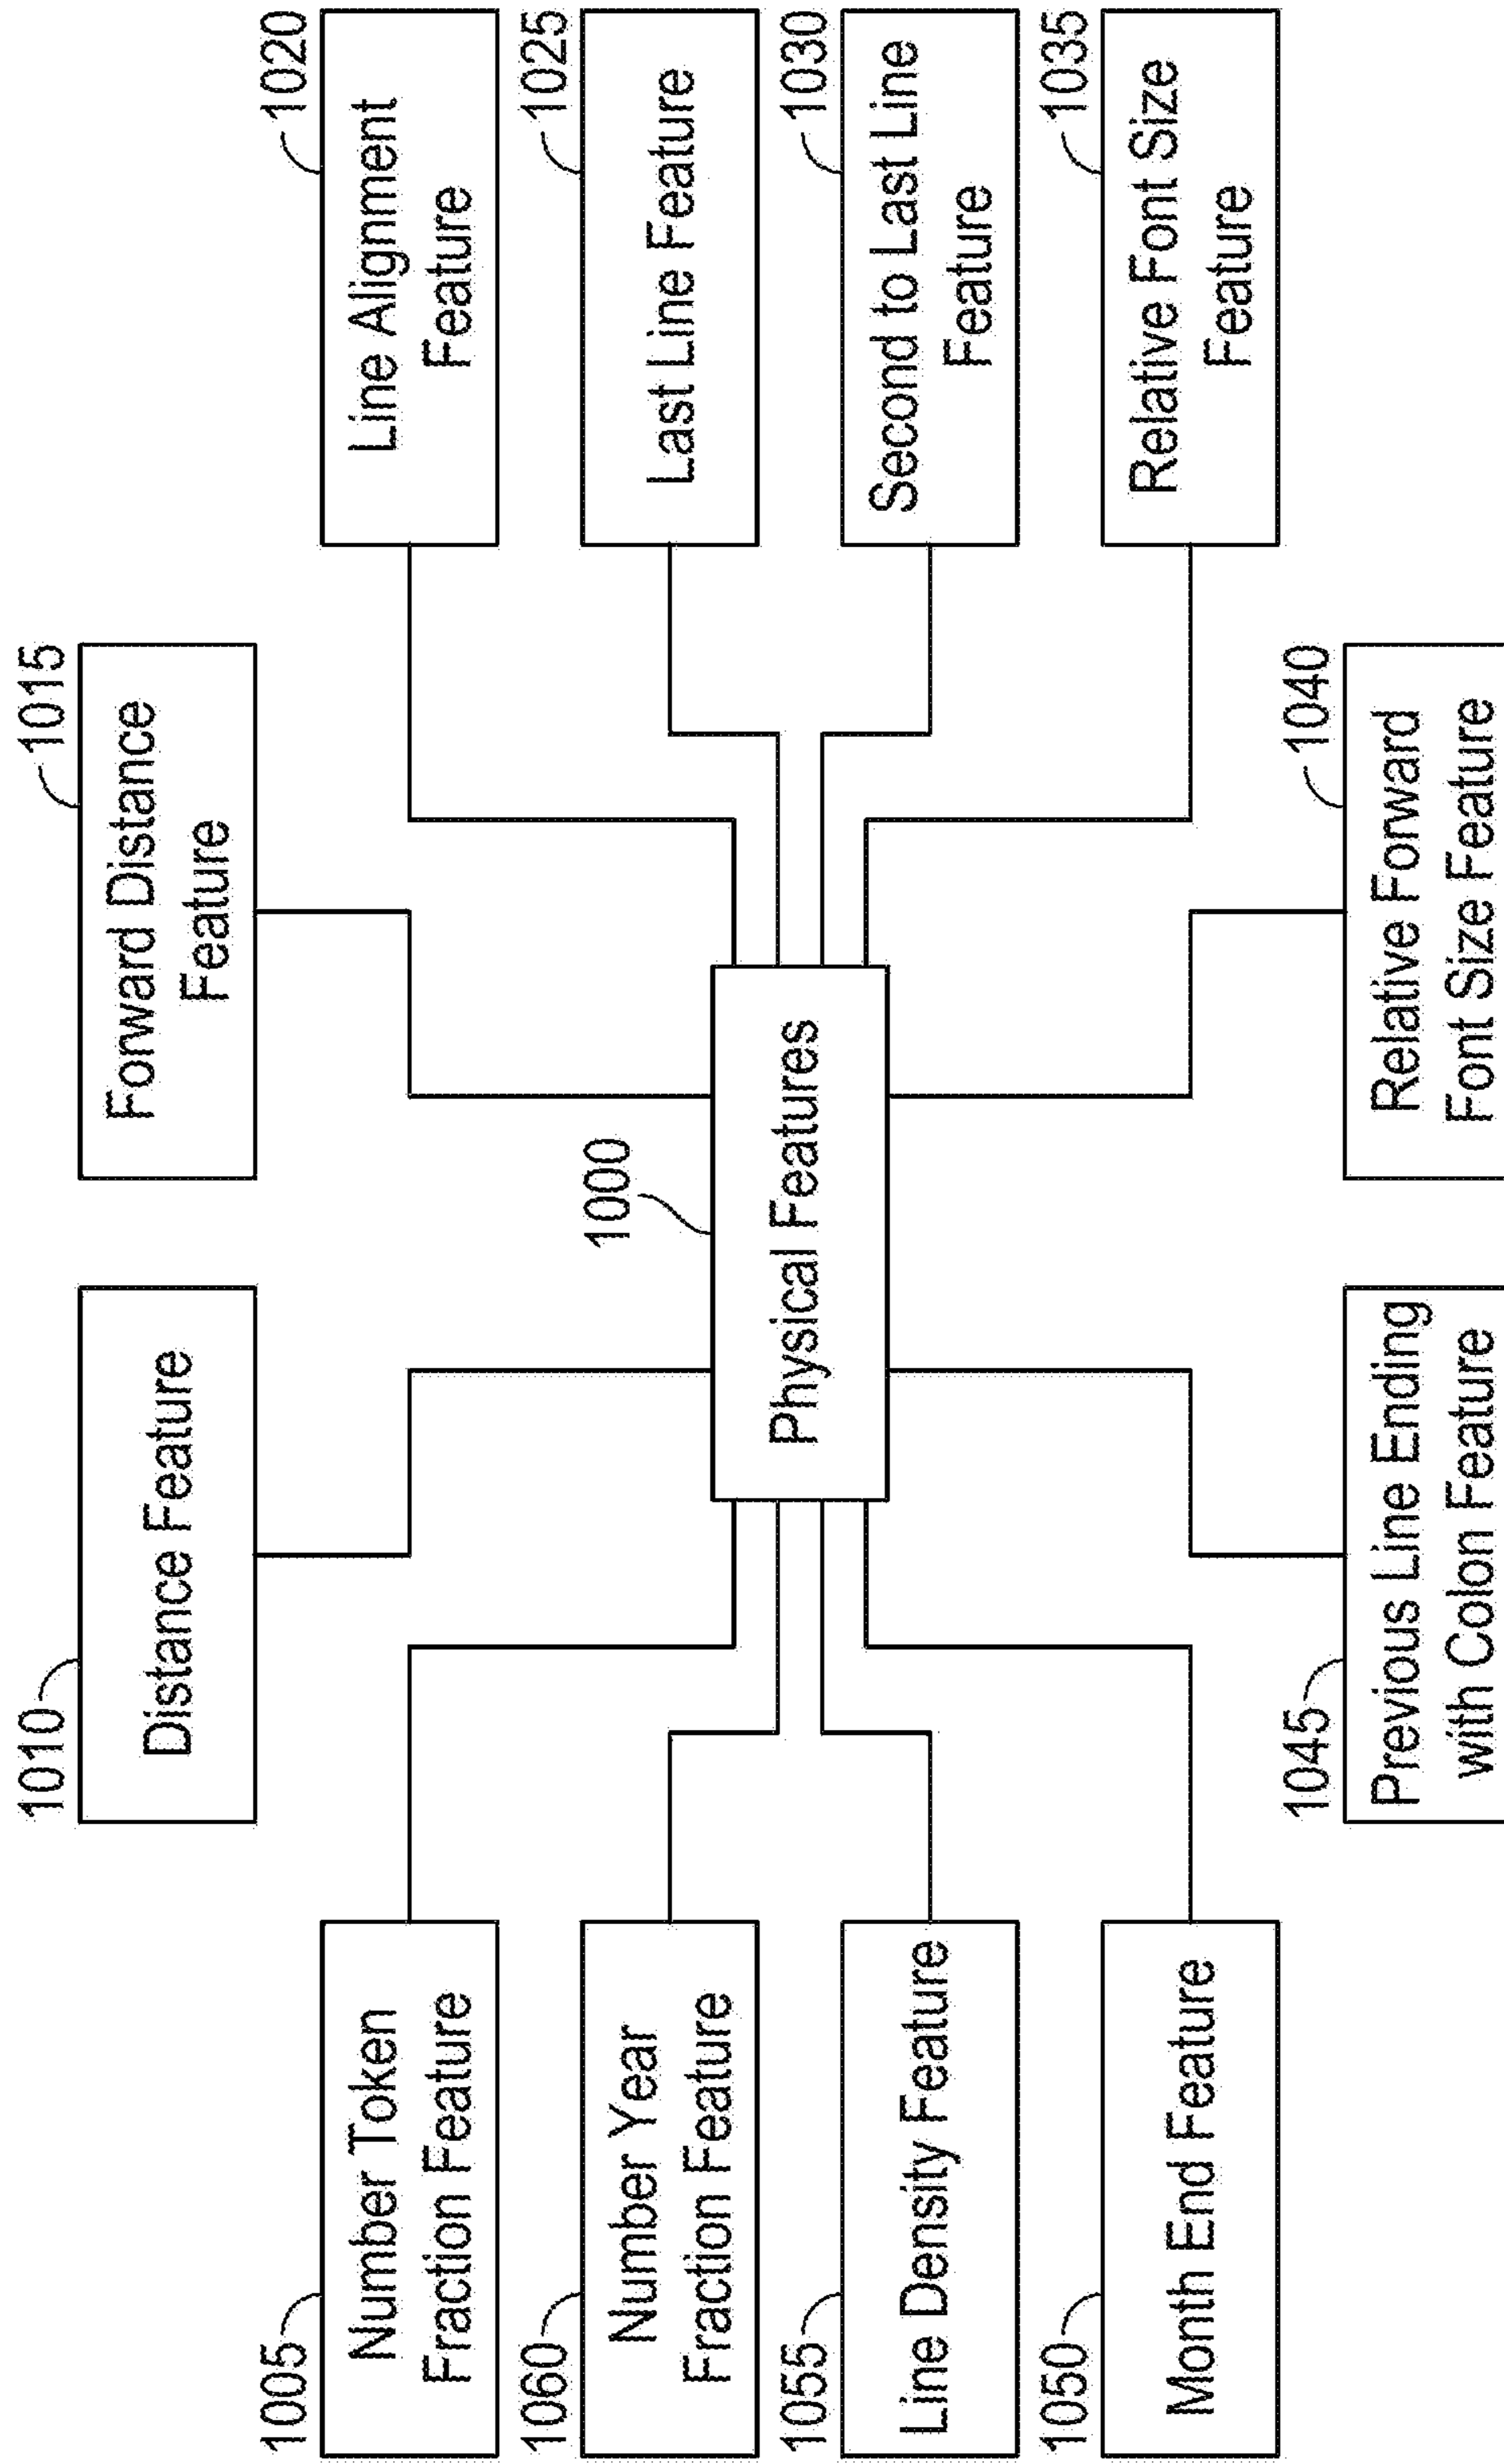 1005
Number Token
Fraction Feature
1010
Distance Feature
1015
Forward Distance
Feature
1020
Line Alignment
Feature
1060
Number Year
Fraction Feature
1025
Last Line Feature
1000
Physical Features
1055
Line Density Feature
1030
Second to Last Line
Feature
1050
Month End Feature
1035
Relative Font Size
Feature
1045
Previous Line Ending
with Colon Feature
1040
Relative Forward
Font Size Feature